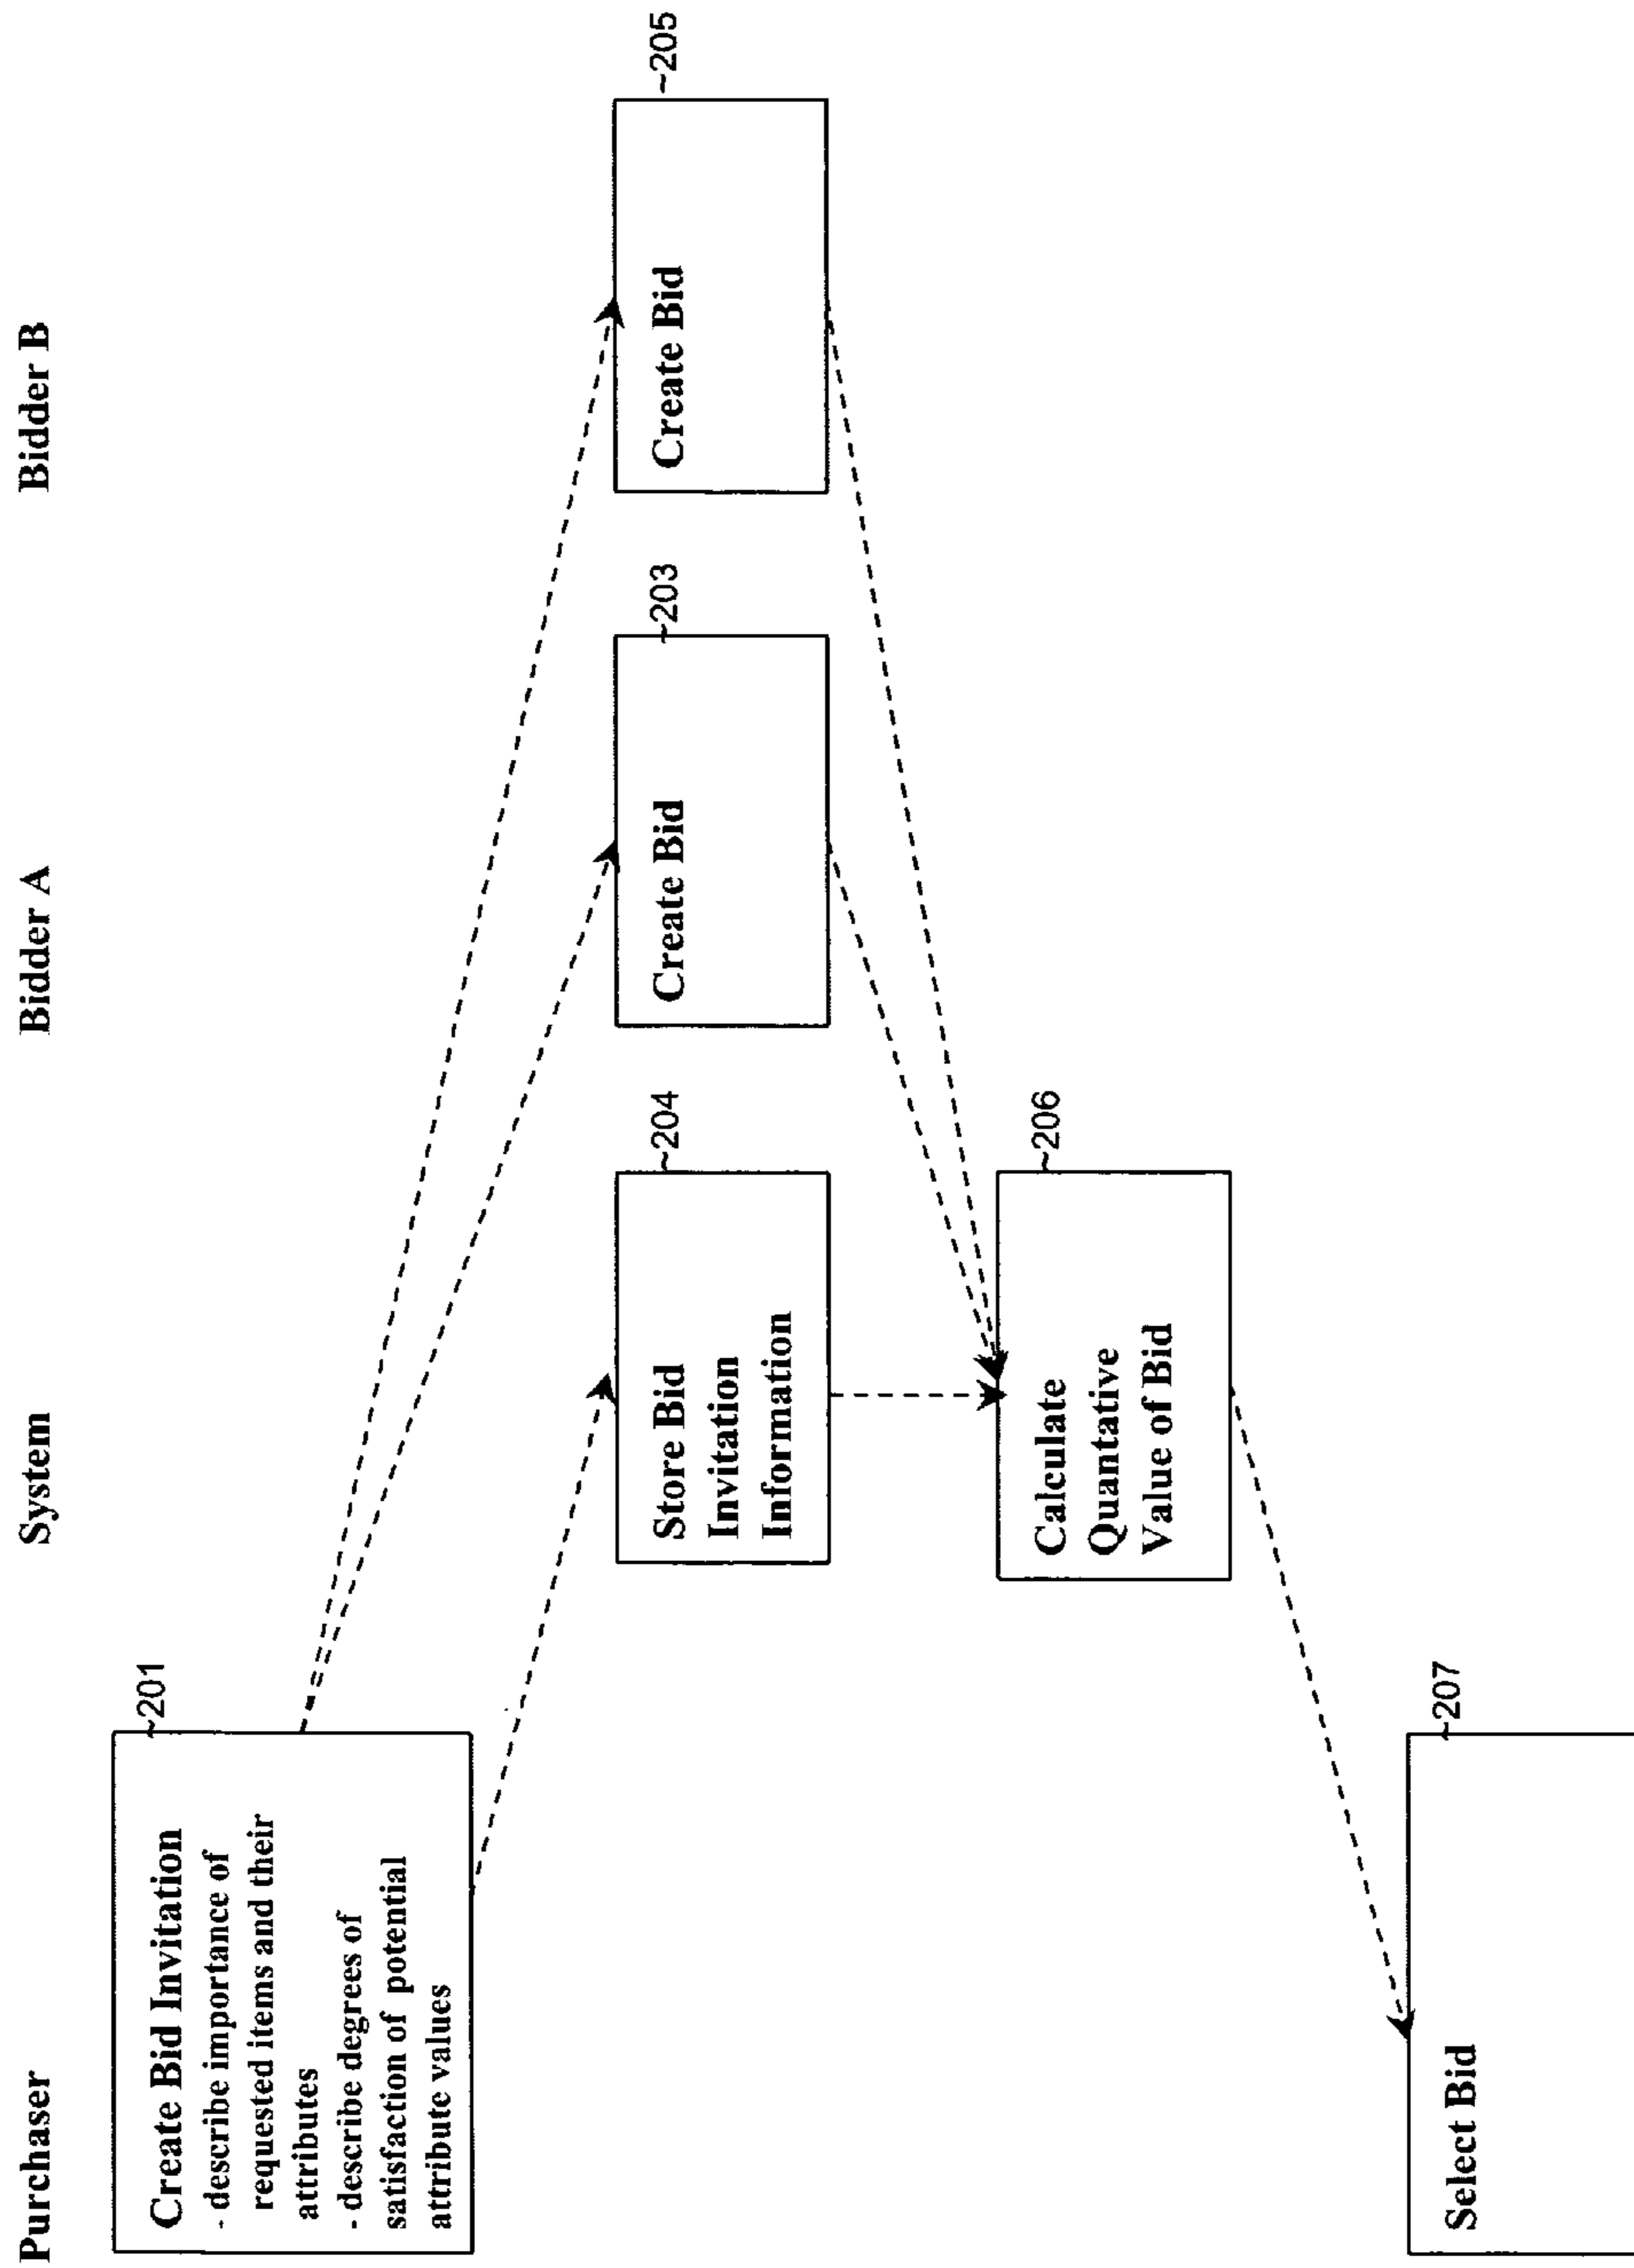 Purchaser
System
Bidder A
Bidder B
Create Bid Invitation
- describe importance of
requested items and their
attributes
- describe degrees of
satisfaction of potential
attribute values
~201
Store Bid
Invitation
Information
~204
Create Bid
~203
Create Bid
~205
Calculate
Quantative
Value of Bid
~206
Select Bid
~207